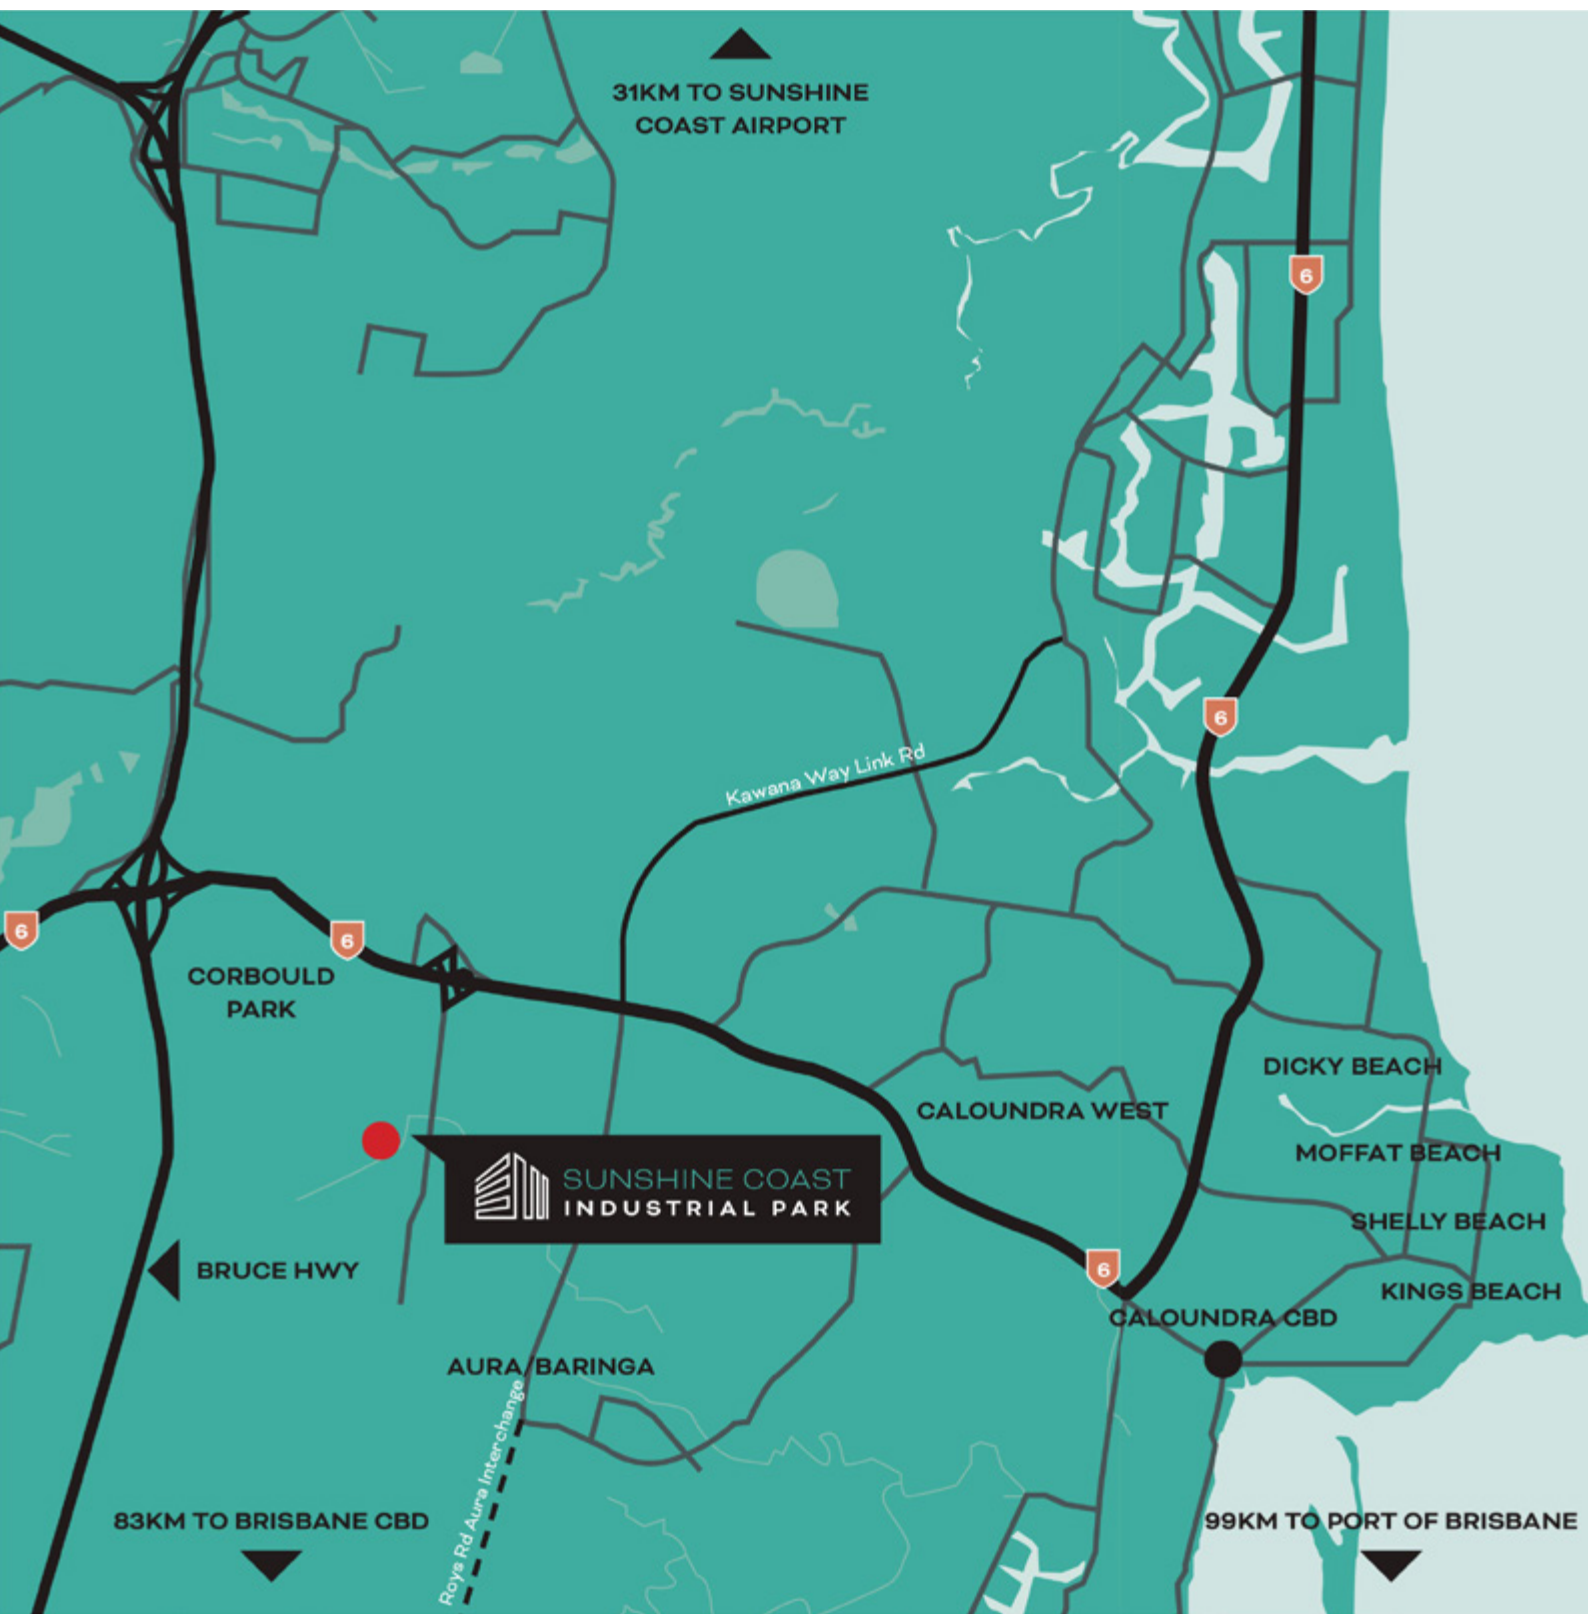 31KM TO SUNSHINE
COAST AIRPORT
6
6
Kawana Way Link Rd
6
6
CORBOULD
PARK
DICKY BEACH
CALOUNDRA WEST
MOFFAT BEACH
SUNSHINE COAST
INDUSTRIAL PARK
SHELLY BEACH
BRUCE HWY
6
KINGS BEACH
CALOUNDRA CBD
AURA/BARINGA
Roys Rd Aura Interchange
83KM TO BRISBANE CBD
99KM TO PORT OF BRISBANE